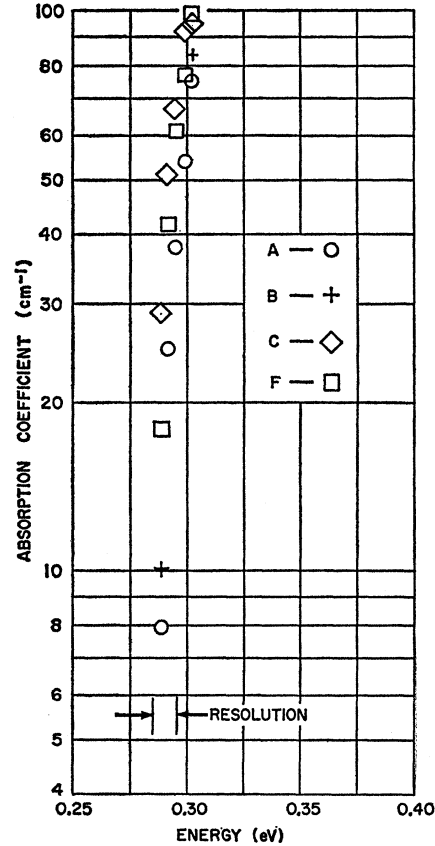 100
80
60
50
40
30
20
10
8
6
5
4
ABSORPTION COEFFICIENT (cm⁻¹)
A — ○
B — +
C — ◇
F — □
RESOLUTION
0.25 0.30 0.35 0.40
ENERGY (eV)